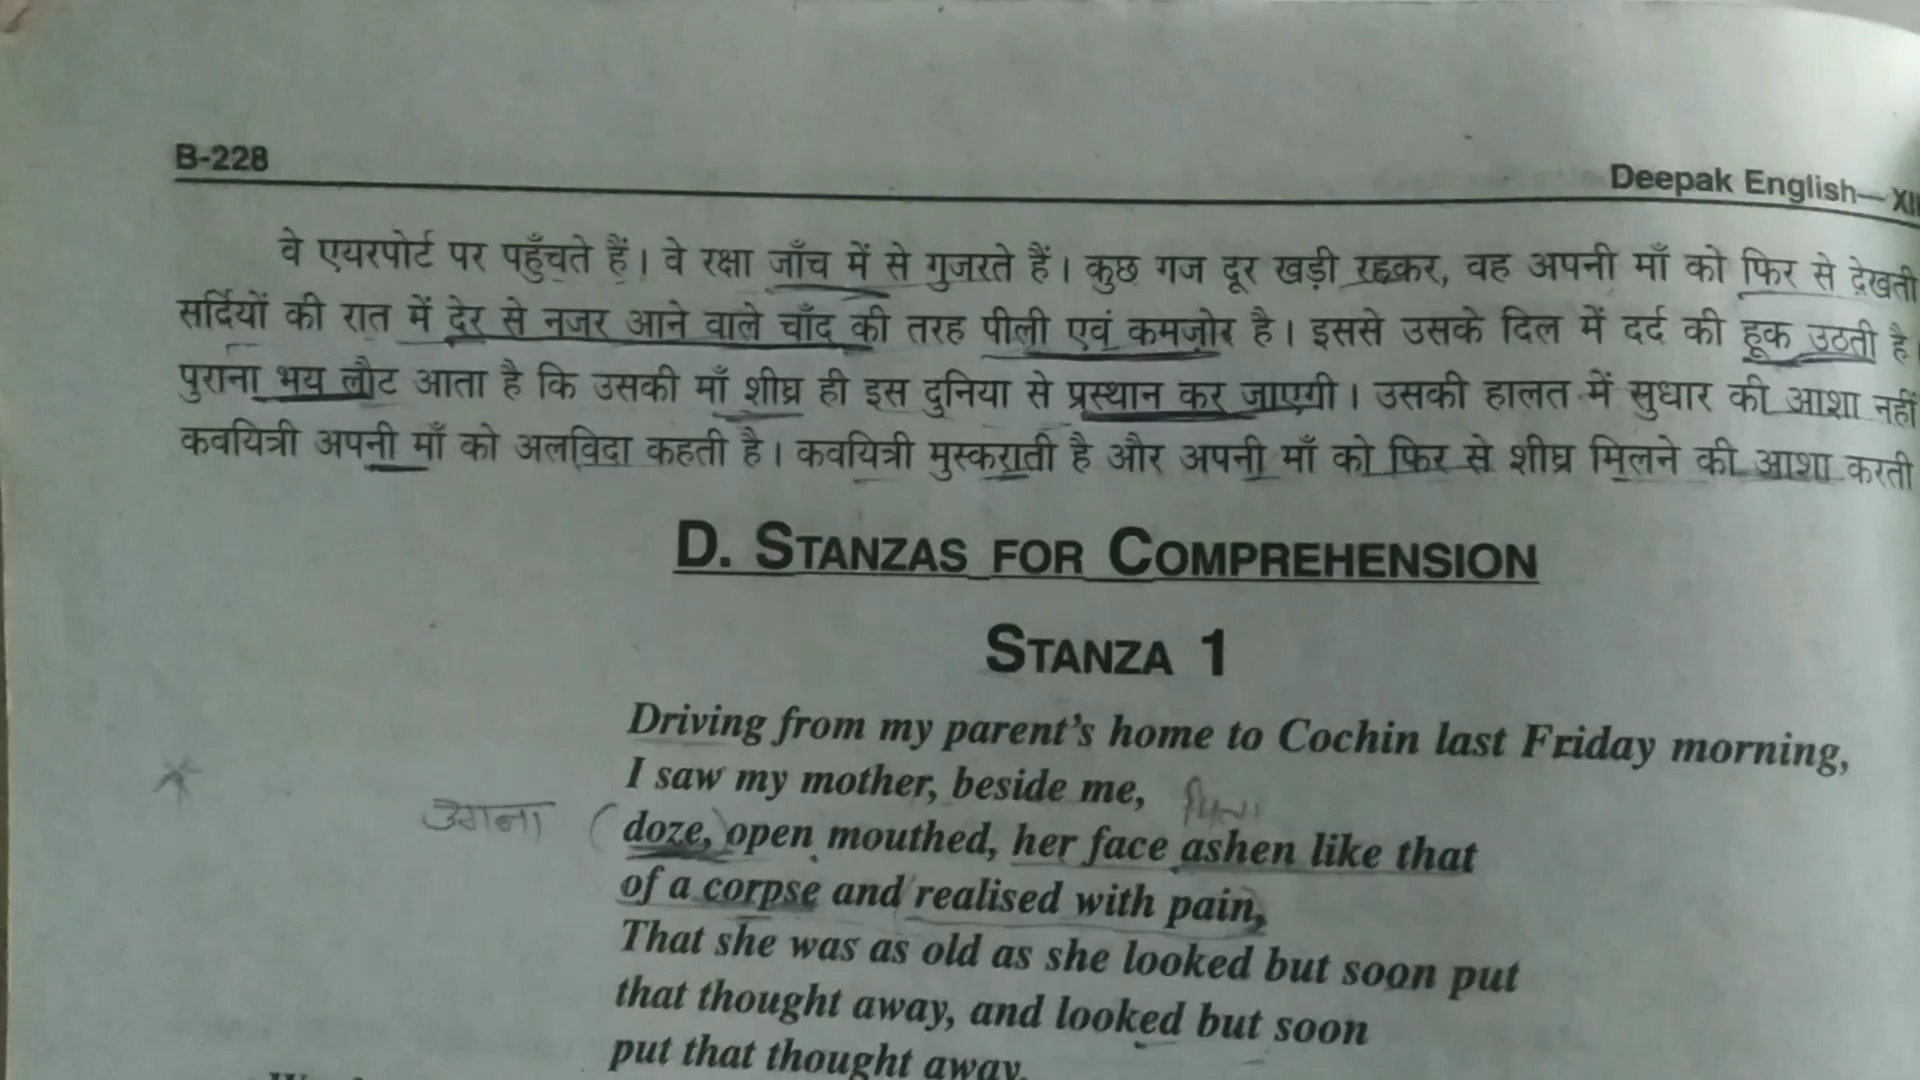 B-228
Deepak English—XII
वे एयरपोर्ट पर पहुँचते हैं। वे रक्षा जाँच में से गुजरते हैं। कुछ गज दूर खड़ी रहकर, वह अपनी माँ को फिर से देखती
सर्दियों की रात में देर से नजर आने वाले चाँद की तरह पीली एवं कमजोर है। इससे उसके दिल में दर्द की हूक उठती है।
पुराना भय लौट आता है कि उसकी माँ शीघ्र ही इस दुनिया से प्रस्थान कर जाएगी। उसकी हालत में सुधार की आशा नहीं
कवयित्री अपनी माँ को अलविदा कहती है। कवयित्री मुस्कराती है और अपनी माँ को फिर से शीघ्र मिलने की आशा करती
D. STANZAS FOR COMPREHENSION
STANZA 1
Driving from my parent's home to Cochin last Friday morning,
I saw my mother, beside me,
उगना ( doze, open mouthed, her face ashen like that
of a corpse and realised with pain,
That she was as old as she looked but soon put
that thought away, and looked but soon
put that thought away.